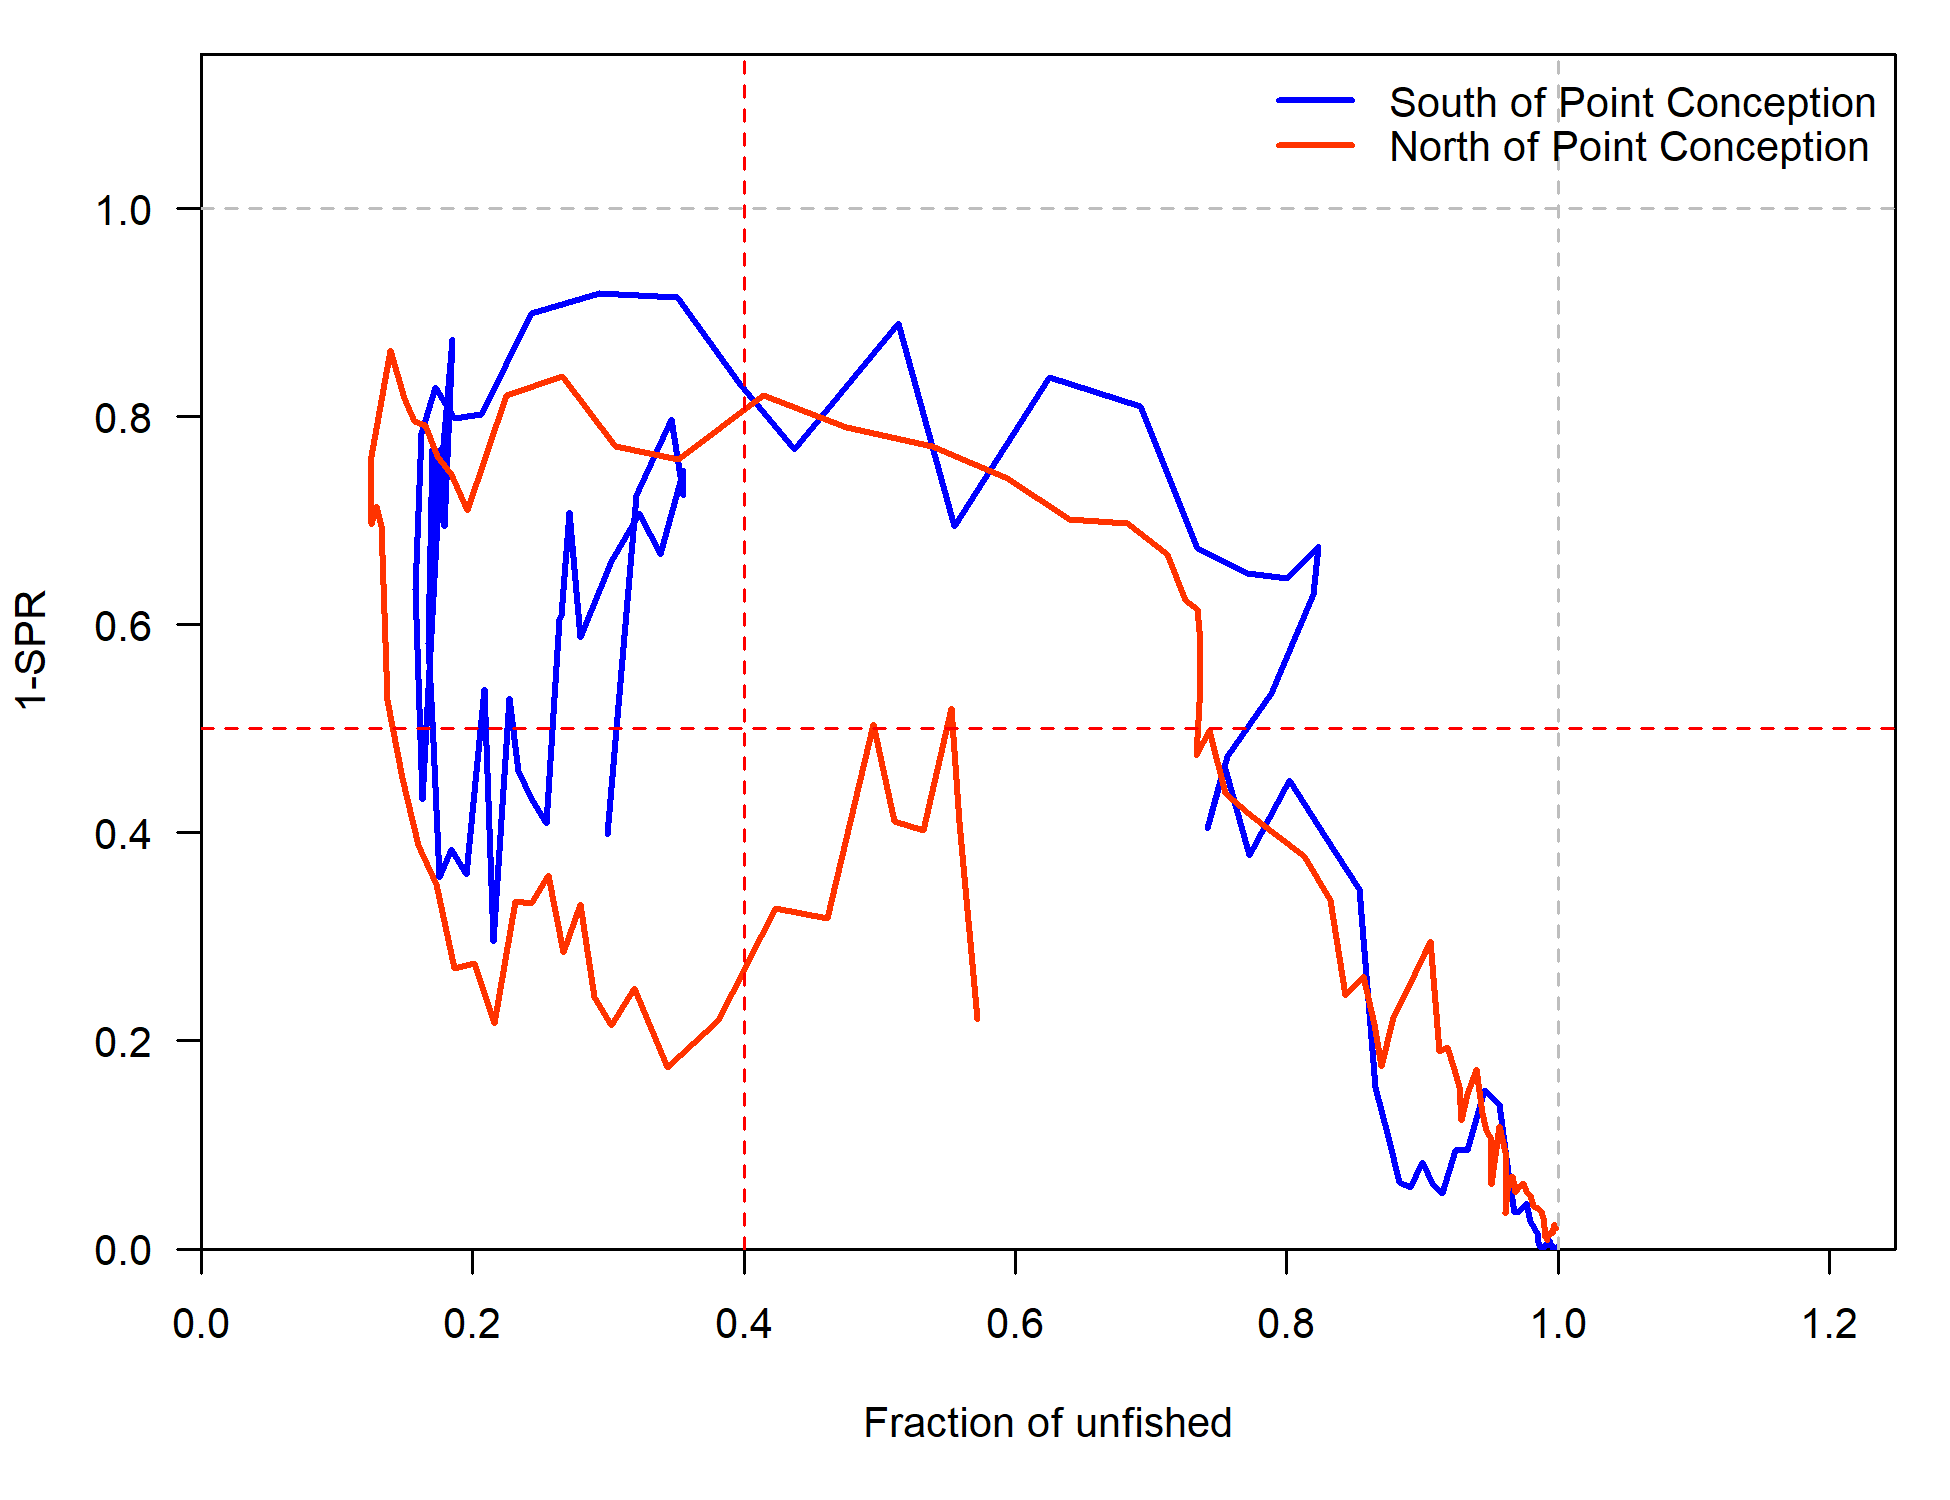 South of Point Conception
North of Point Conception
1.0
0.8
0.6
0.4
0.2
0.0
1-SPR
0.0 0.2 0.4 0.6 0.8 1.0 1.2
Fraction of unfished